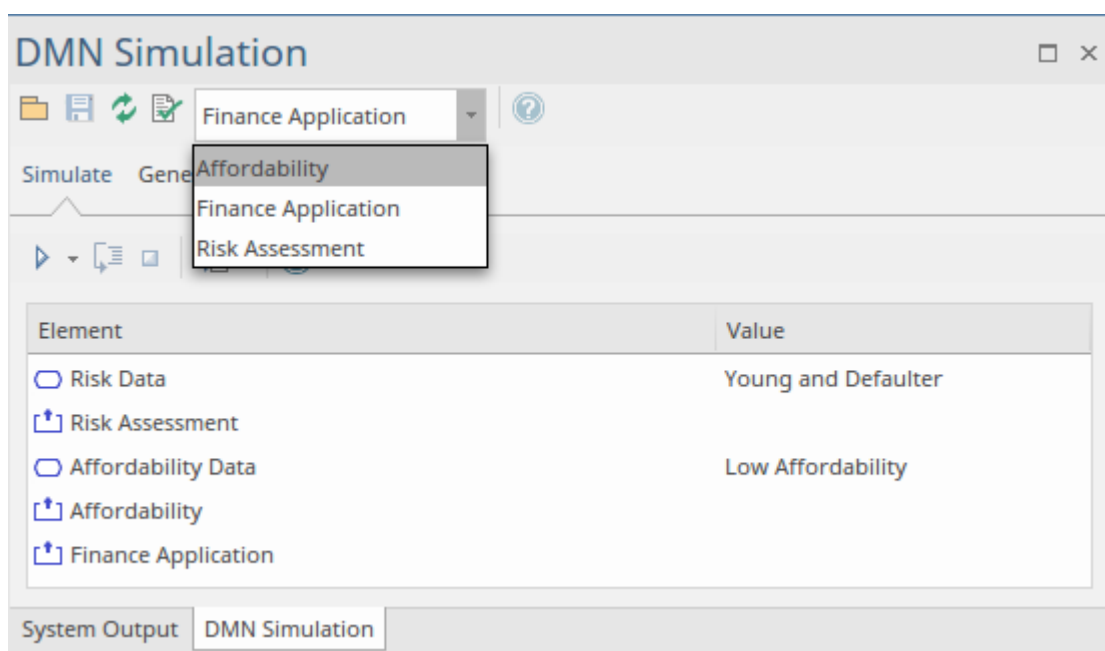 DMN Simulation
Finance Application
Simulate Gene
Affordability
Finance Application
Risk Assessment
Element Value
Risk Data Young and Defaulter
Risk Assessment
Affordability Data Low Affordability
Affordability
Finance Application
System Output DMN Simulation